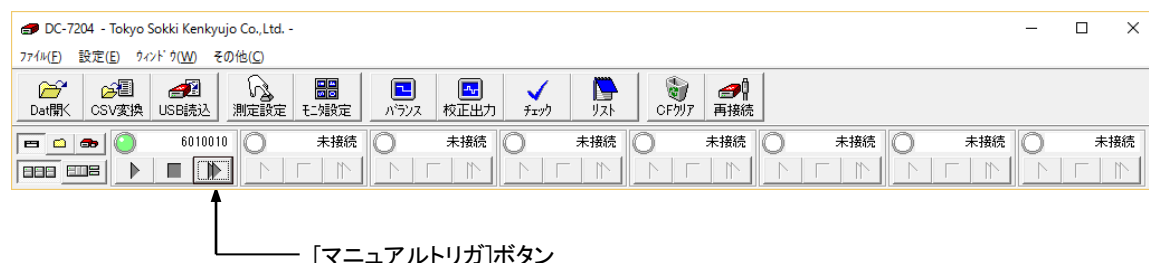 DC-7204 - Tokyo Sokki Kenkyujo Co.,Ltd. -
ﾌｧｲﾙ(F) 設定(E) ｳｨﾝﾄﾞｳ(W) その他(C)
Dat開く CSV変換 USB読込 測定設定 ﾓﾆﾀ設定 ﾊﾞﾗﾝｽ 校正出力 ﾁｪｯｸ ﾘｽﾄ CFｸﾘｱ 再接続
6010010 未接続 未接続 未接続 未接続 未接続 未接続 未接続
[マニュアルトリガ]ボタン